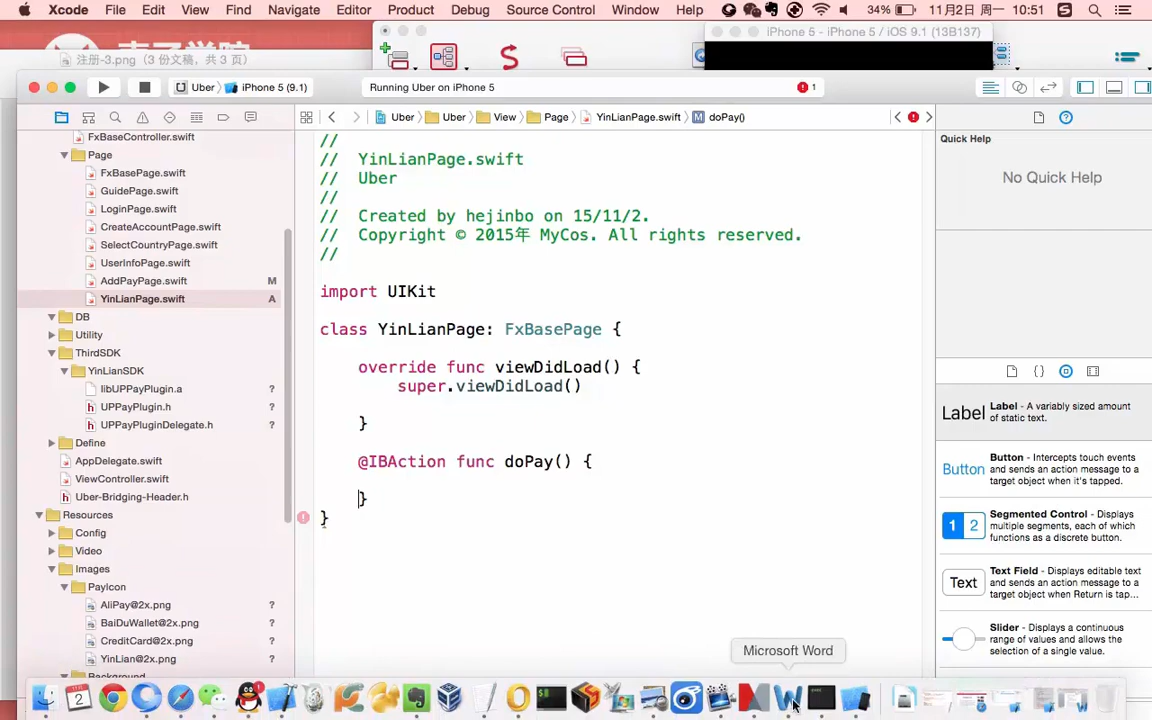 Xcode File Edit View Find Navigate Editor Product Debug Source Control Window Help 34% 11月2日 周一 10:51
iPhone 5 - iPhone 5 / iOS 9.1 (13B137)
注册-3.png (3 份文稿, 共 3 页)
Uber iPhone 5 (9.1) Running Uber on iPhone 5 1
Uber Uber View Page YinLianPage.swift doPay()
FxBaseController.swift
Page
FxBasePage.swift
GuidePage.swift
LoginPage.swift
CreateAccountPage.swift
SelectCountryPage.swift
UserInfoPage.swift
AddPayPage.swift M
YinLianPage.swift A
DB
Utility
ThirdSDK
YinLianSDK
libUPPayPlugin.a ?
UPPayPlugin.h ?
UPPayPluginDelegate.h ?
Define
AppDelegate.swift
ViewController.swift
Uber-Bridging-Header.h
Resources
Config
Video
Images
PayIcon
AliPay@2x.png ?
BaiDuWallet@2x.png ?
CreditCard@2x.png ?
YinLian@2x.png ?
//
// YinLianPage.swift
// Uber
//
// Created by hejinbo on 15/11/2.
// Copyright © 2015年 MyCos. All rights reserved.
//
import UIKit
class YinLianPage: FxBasePage {
override func viewDidLoad() {
super.viewDidLoad()
}
@IBAction func doPay() {
}
}
Quick Help
No Quick Help
Label Label - A variably sized amount
of static text.
Button Button - Intercepts touch events
and sends an action message to a
target object when it's tapped.
1 2 Segmented Control - Displays
multiple segments, each of which
functions as a discrete button.
Text Text Field - Displays editable text
and sends an action message to a
target object when Return is tap...
Slider - Displays a continuous
range of values and allows the
selection of a single value.
Microsoft Word